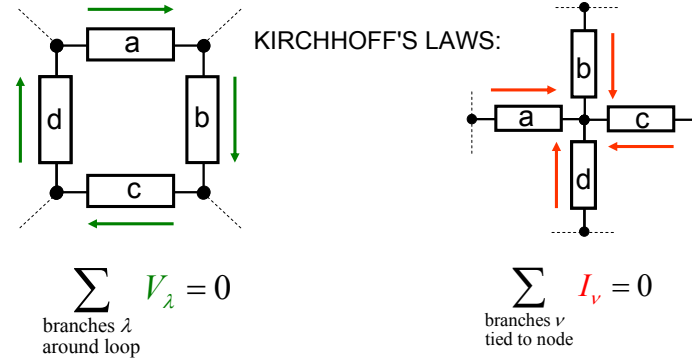 KIRCHHOFF'S LAWS:
a
d
b
c
b
a
c
d
∑ V_λ = 0
branches λ
around loop
∑ I_ν = 0
branches ν
tied to node